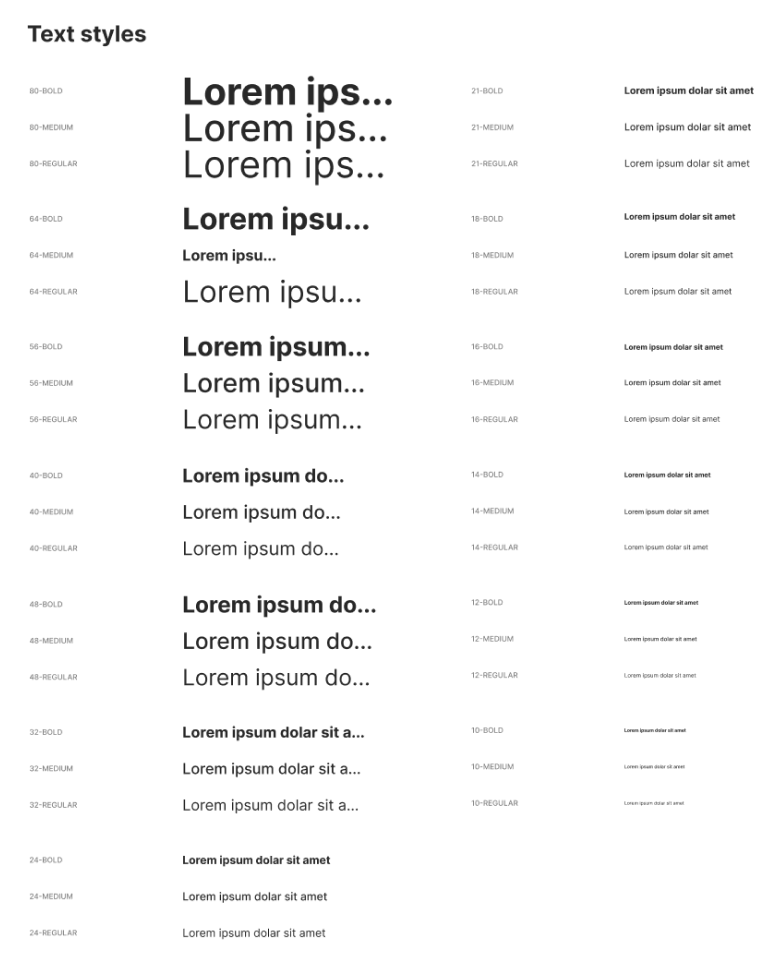 Text styles
80-BOLD
Lorem ips...
80-MEDIUM
Lorem ips...
80-REGULAR
Lorem ips...
64-BOLD
Lorem ipsu...
64-MEDIUM
Lorem ipsu...
64-REGULAR
Lorem ipsu...
56-BOLD
Lorem ipsum...
56-MEDIUM
Lorem ipsum...
56-REGULAR
Lorem ipsum...
40-BOLD
Lorem ipsum do...
40-MEDIUM
Lorem ipsum do...
40-REGULAR
Lorem ipsum do...
48-BOLD
Lorem ipsum do...
48-MEDIUM
Lorem ipsum do...
48-REGULAR
Lorem ipsum do...
32-BOLD
Lorem ipsum dolar sit a...
32-MEDIUM
Lorem ipsum dolar sit a...
32-REGULAR
Lorem ipsum dolar sit a...
24-BOLD
Lorem ipsum dolar sit amet
24-MEDIUM
Lorem ipsum dolar sit amet
24-REGULAR
Lorem ipsum dolar sit amet
21-BOLD
Lorem ipsum dolar sit amet
21-MEDIUM
Lorem ipsum dolar sit amet
21-REGULAR
Lorem ipsum dolar sit amet
18-BOLD
Lorem ipsum dolar sit amet
18-MEDIUM
Lorem ipsum dolar sit amet
18-REGULAR
Lorem ipsum dolar sit amet
16-BOLD
Lorem ipsum dolar sit amet
16-MEDIUM
Lorem ipsum dolar sit amet
16-REGULAR
Lorem ipsum dolar sit amet
14-BOLD
Lorem ipsum dolar sit amet
14-MEDIUM
Lorem ipsum dolar sit amet
14-REGULAR
Lorem ipsum dolar sit amet
12-BOLD
Lorem ipsum dolar sit amet
12-MEDIUM
Lorem ipsum dolar sit amet
12-REGULAR
Lorem ipsum dolar sit amet
10-BOLD
Lorem ipsum dolar sit amet
10-MEDIUM
Lorem ipsum dolar sit amet
10-REGULAR
Lorem ipsum dolar sit amet